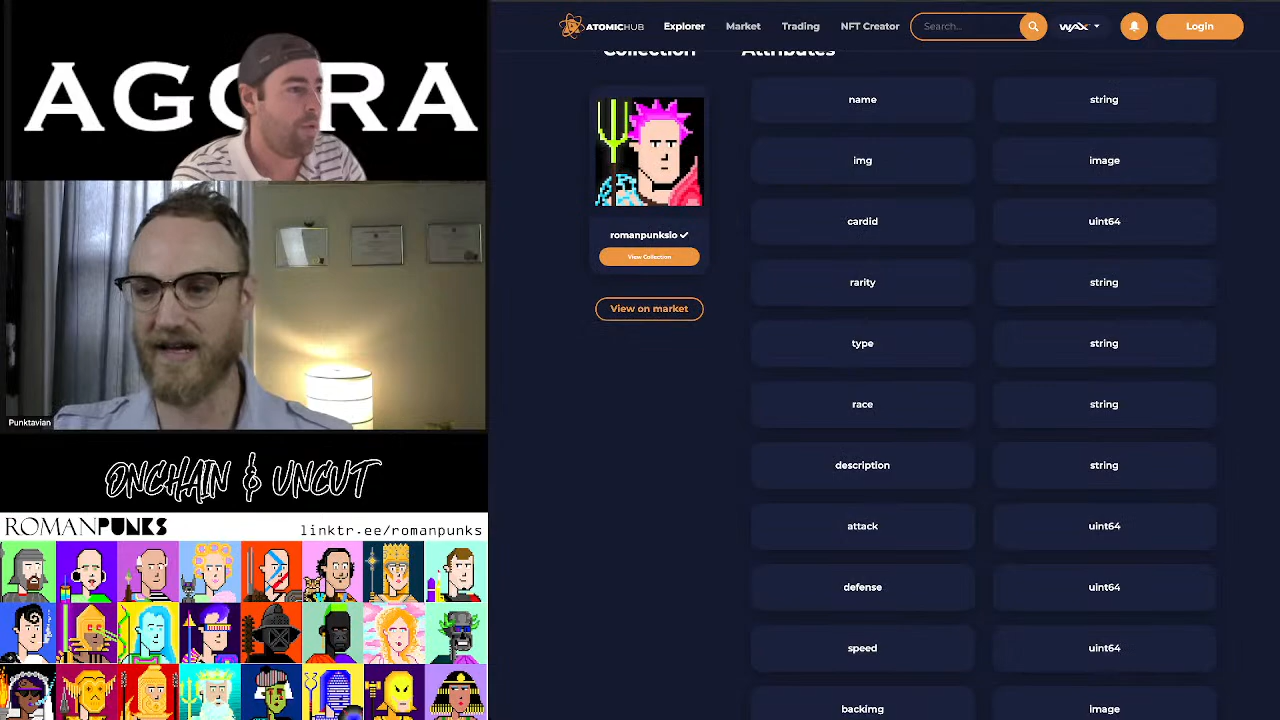 AGORA
Punktavian
ONCHAIN & UNCUT
ROMANPUNKS
linktr.ee/romanpunks
ATOMICHUB
Explorer
Market
Trading
NFT Creator
Search...
WAX
Login
Collection
Attributes
romanpunkslo
View Collection
View on market
name
img
image
cardid
uint64
rarity
string
type
string
race
string
description
string
attack
uint64
defense
uint64
speed
uint64
backimg
image